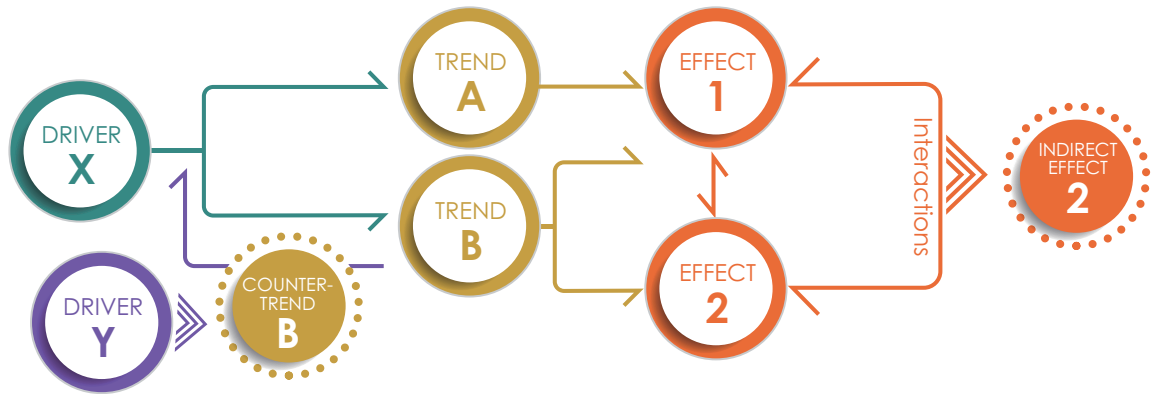 DRIVER
X
TREND
A
EFFECT
1
TREND
B
EFFECT
2
DRIVER
Y
COUNTER-
TREND
B
Interactions
INDIRECT
EFFECT
2